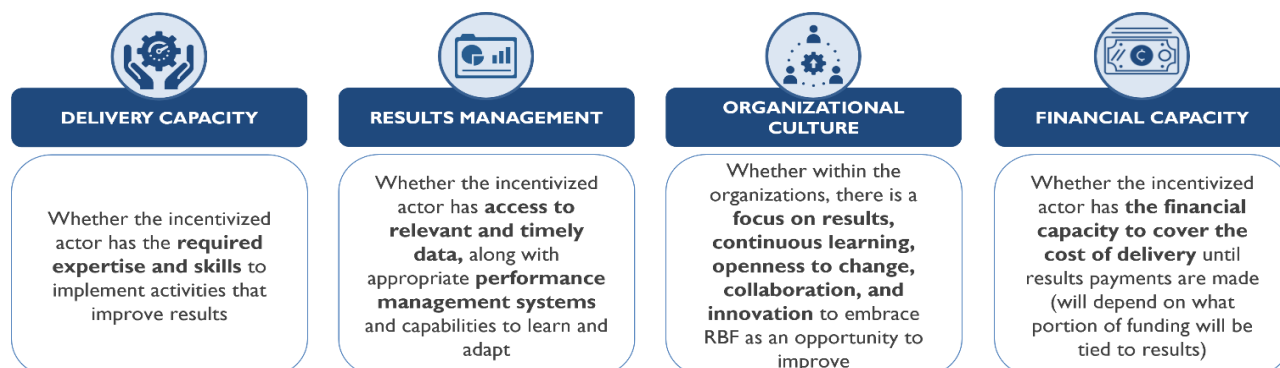 DELIVERY CAPACITY
Whether the incentivized
actor has the required
expertise and skills to
implement activities that
improve results
RESULTS MANAGEMENT
Whether the incentivized
actor has access to
relevant and timely
data, along with
appropriate performance
management systems
and capabilities to learn and
adapt
ORGANIZATIONAL
CULTURE
Whether within the
organizations, there is a
focus on results,
continuous learning,
openness to change,
collaboration, and
innovation to embrace
RBF as an opportunity to
improve
FINANCIAL CAPACITY
Whether the incentivized
actor has the financial
capacity to cover the
cost of delivery until
results payments are made
(will depend on what
portion of funding will be
tied to results)